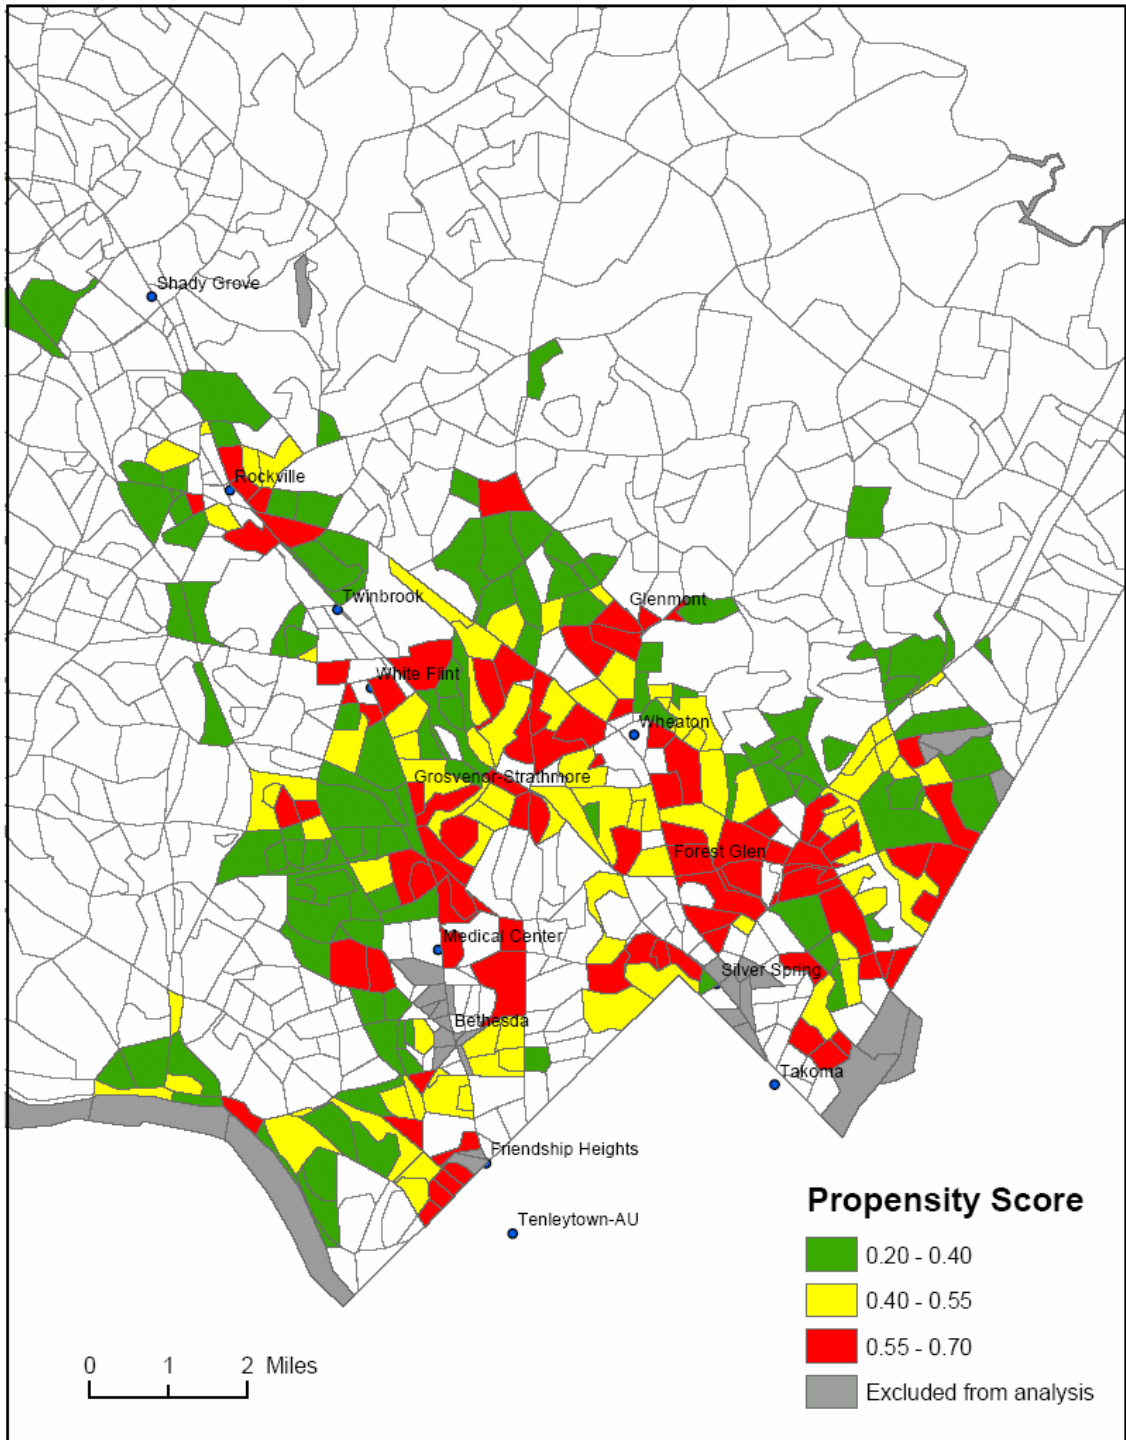 Shady Grove
Rockville
Twinbrook
Glenmont
White Flint
Wheaton
Grosvenor-Strathmore
Forest Glen
Medical Center
Silver Spring
Bethesda
Takoma
Friendship Heights
Tenleytown-AU
Propensity Score
0.20 - 0.40
0.40 - 0.55
0.55 - 0.70
Excluded from analysis
0 1 2 Miles